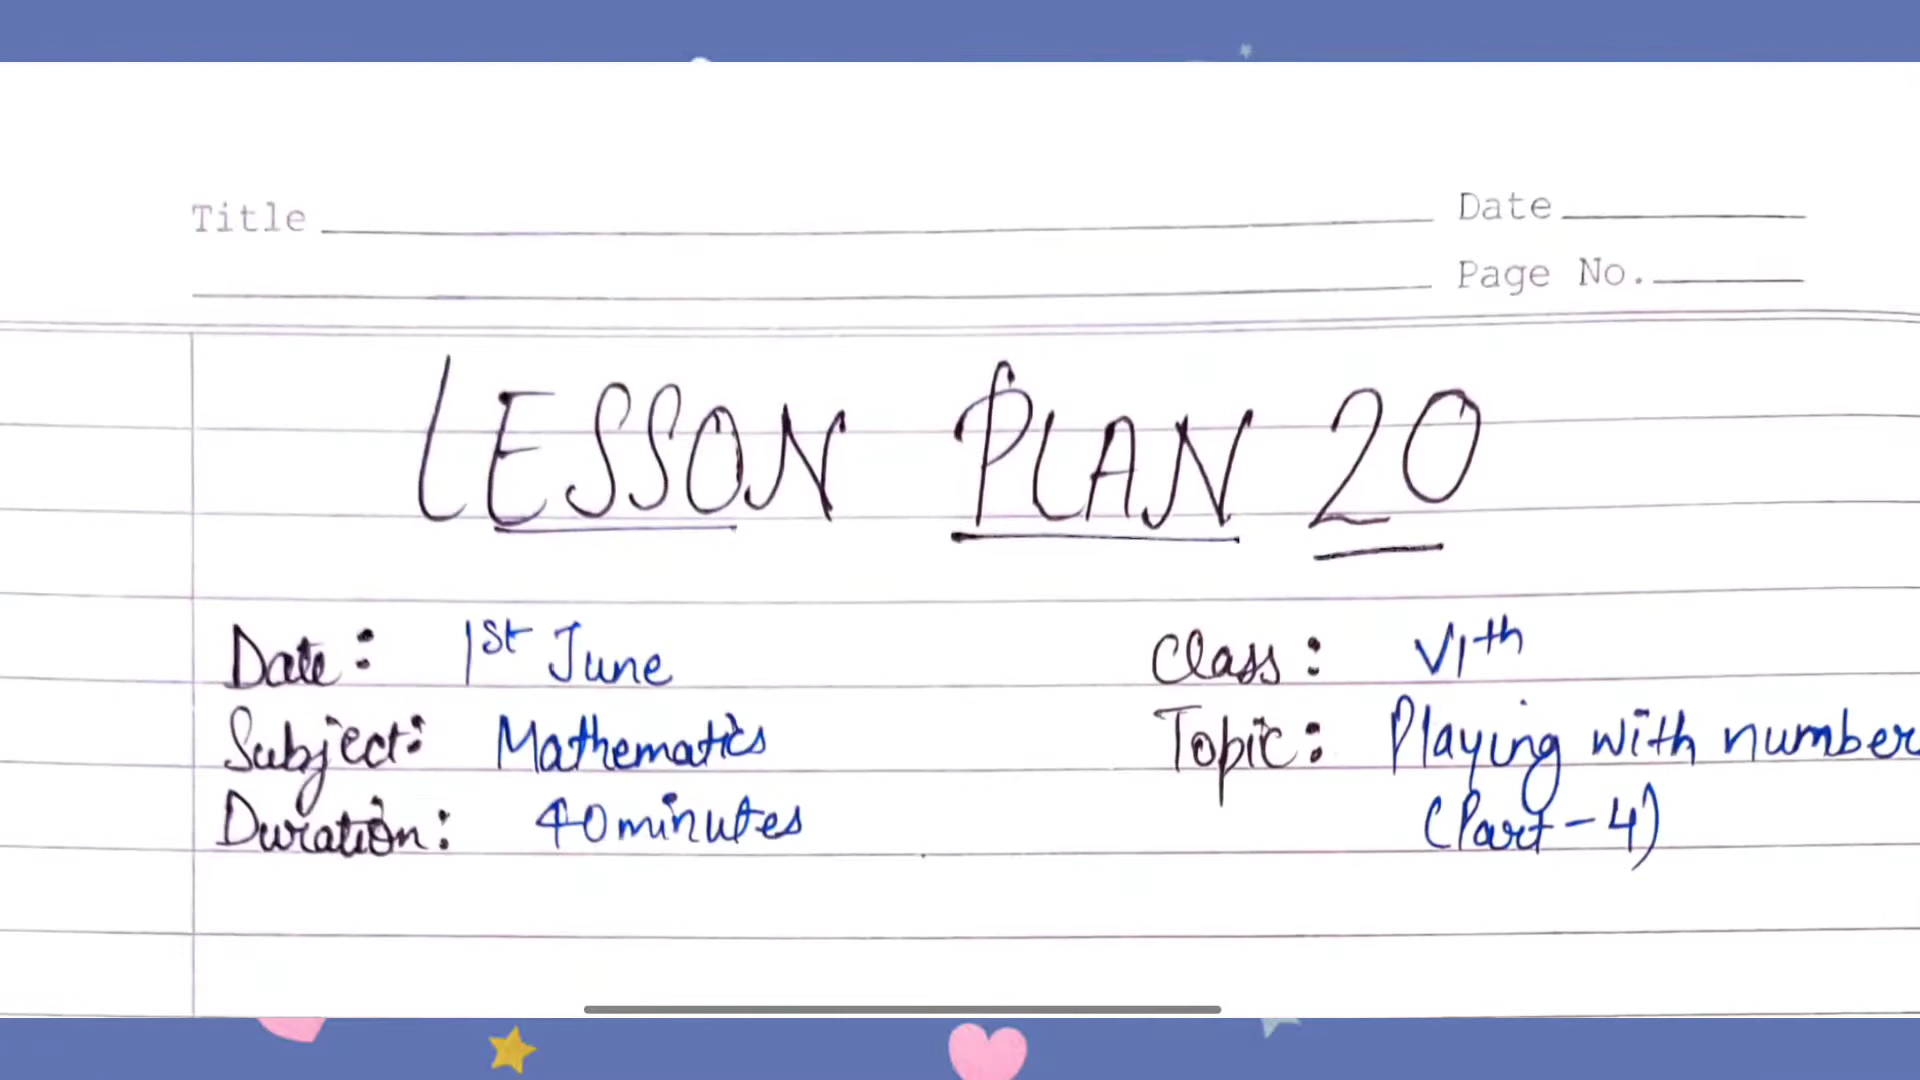 Title Date
Page No.
LESSON PLAN 20
Date: 1st June Class: VIth
Subject: Mathematics Topic: Playing with number
Duration: 40 minutes (Part-4)